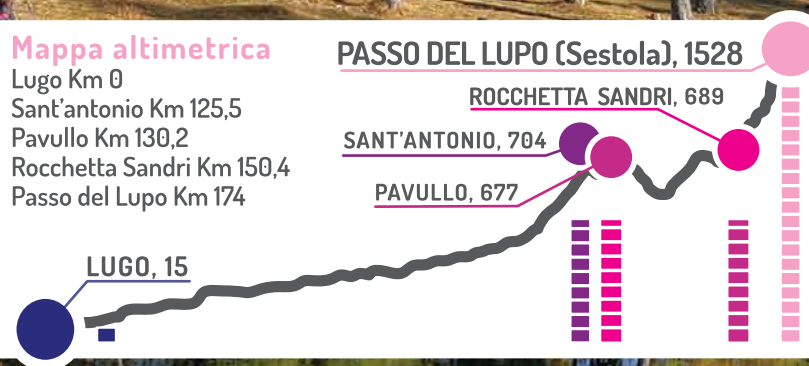 Mappa altimetrica
Lugo Km 0
Sant'antonio Km 125,5
Pavullo Km 130,2
Rocchetta Sandri Km 150,4
Passo del Lupo Km 174
PASSO DEL LUPO (Sestola), 1528
ROCCHETTA SANDRI, 689
SANT'ANTONIO, 704
PAVULLO, 677
LUGO, 15